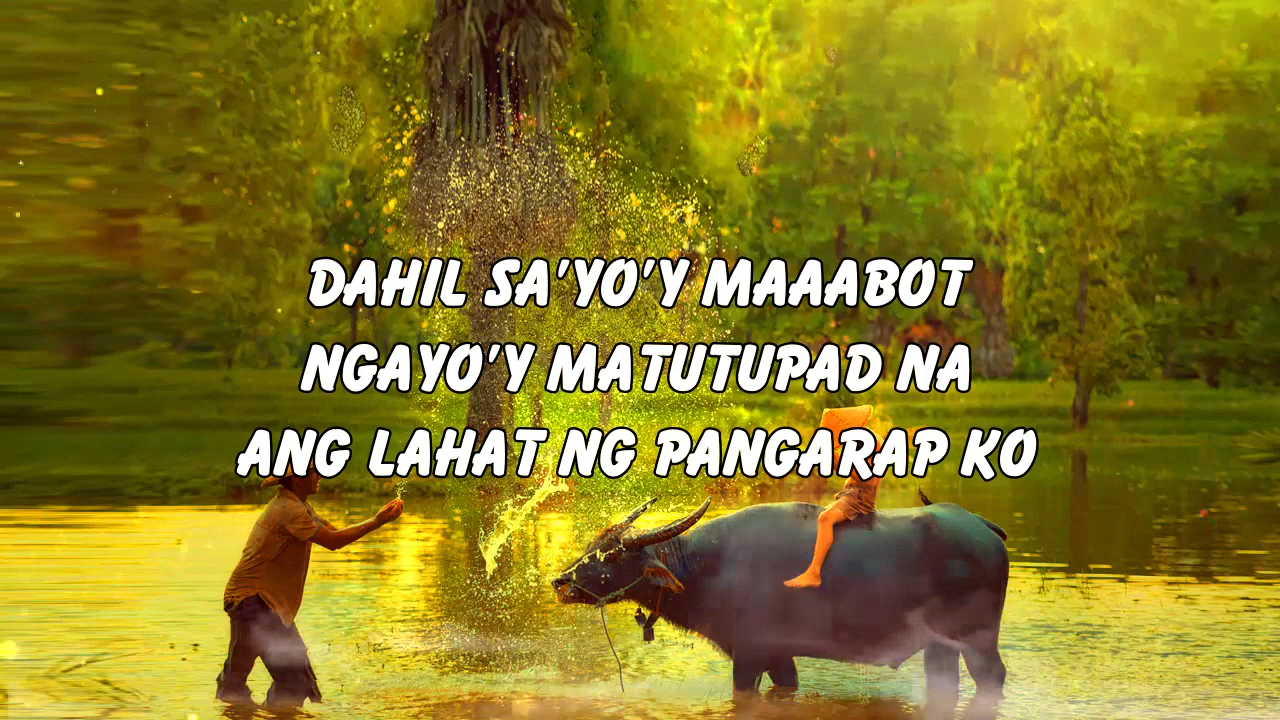 DAHIL SA'YO'Y MAAABOT
NGAYO'Y MATUTUPAD NA
ANG LAHAT NG PANGARAP KO